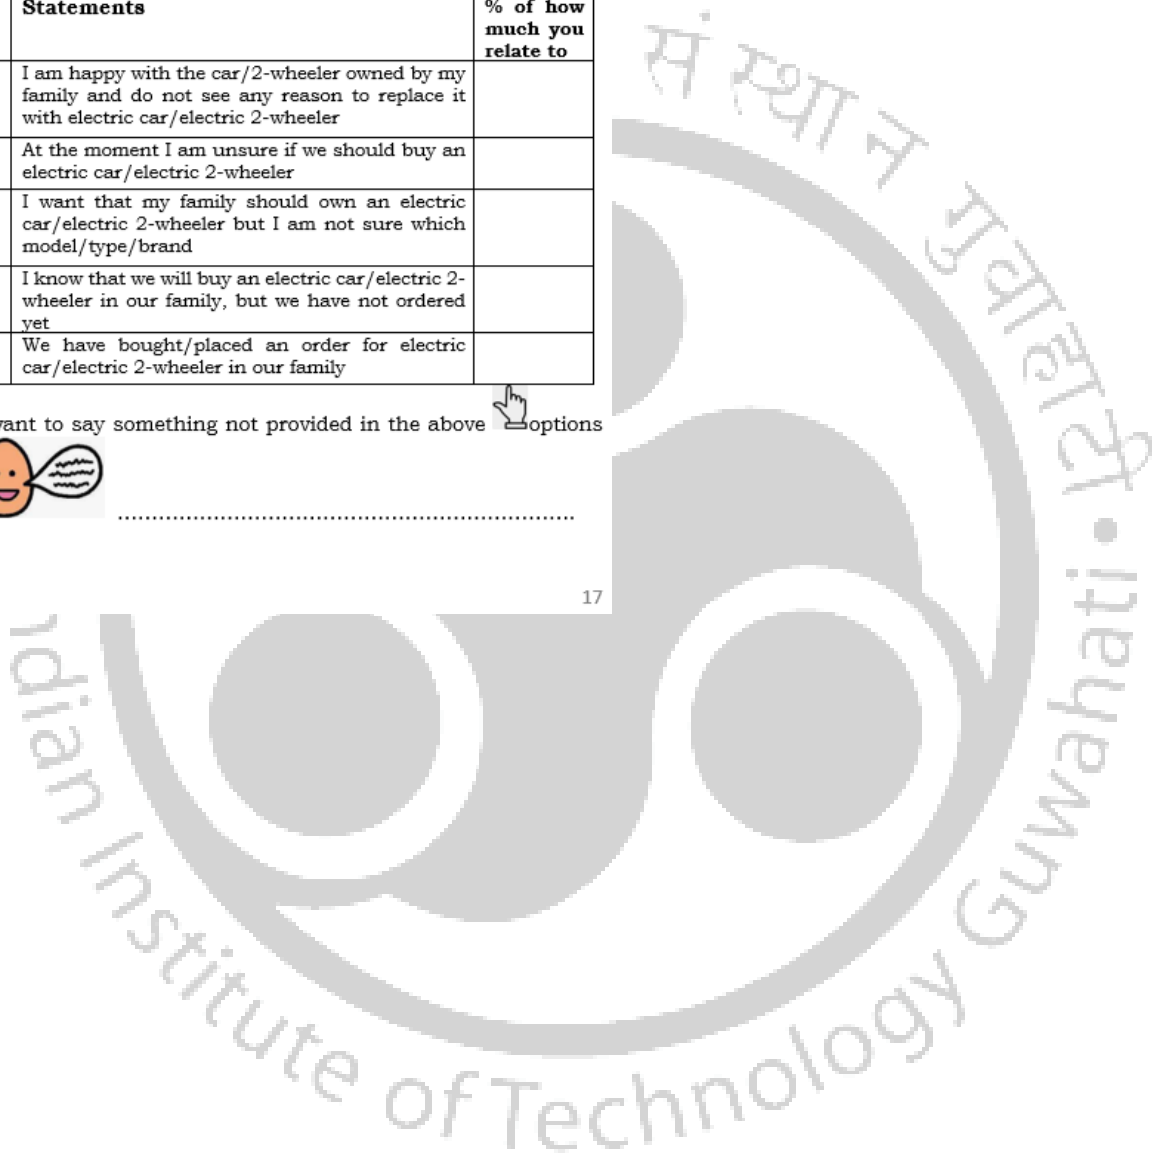 Statements
% of how
much you
relate to
I am happy with the car/2-wheeler owned by my
family and do not see any reason to replace it
with electric car/electric 2-wheeler
At the moment I am unsure if we should buy an
electric car/electric 2-wheeler
I want that my family should own an electric
car/electric 2-wheeler but I am not sure which
model/type/brand
I know that we will buy an electric car/electric 2-
wheeler in our family, but we have not ordered
yet
We have bought/placed an order for electric
car/electric 2-wheeler in our family
want to say something not provided in the above options
......................................................................
17
संस्थान गुवाहाटी •
ndian Institute of Technology Guwahati